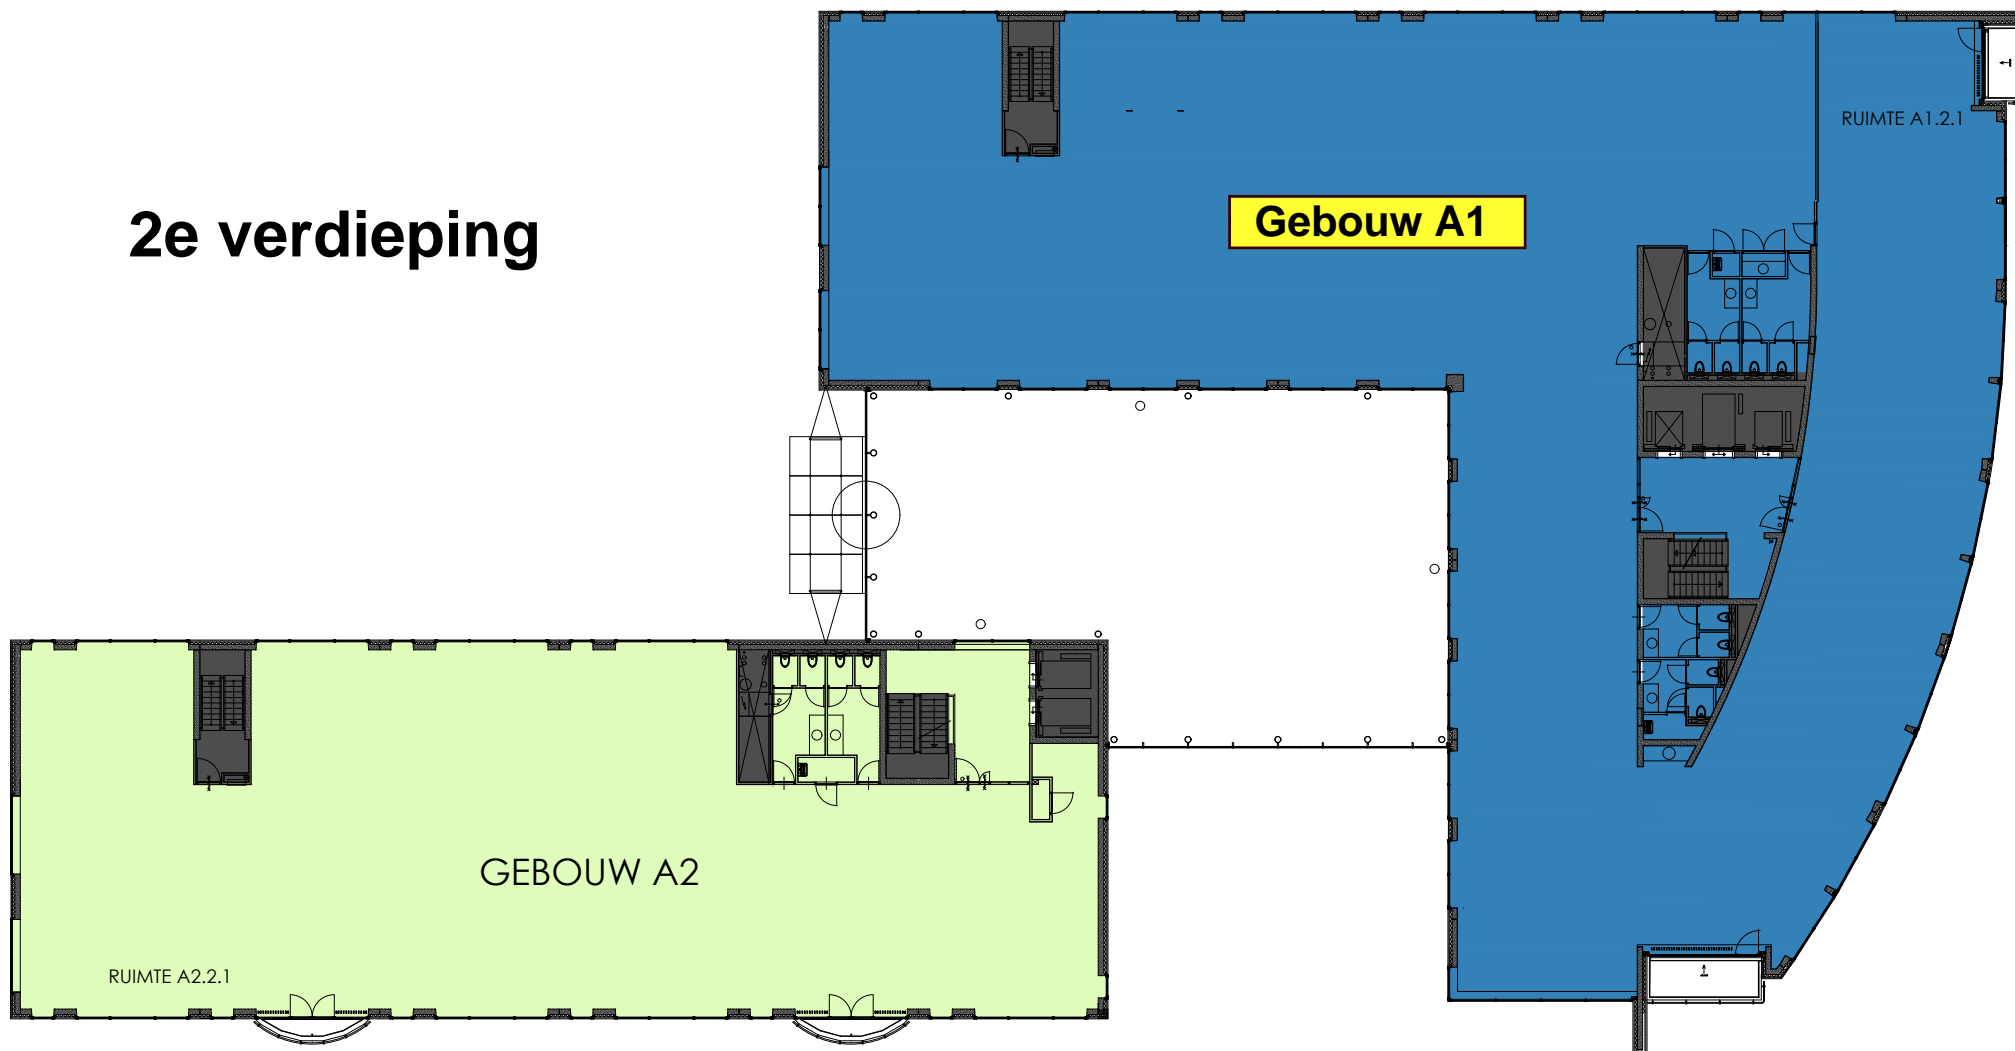 RUIMTE A1.2.1
2e verdieping
Gebouw A1
GEBOUW A2
RUIMTE A2.2.1